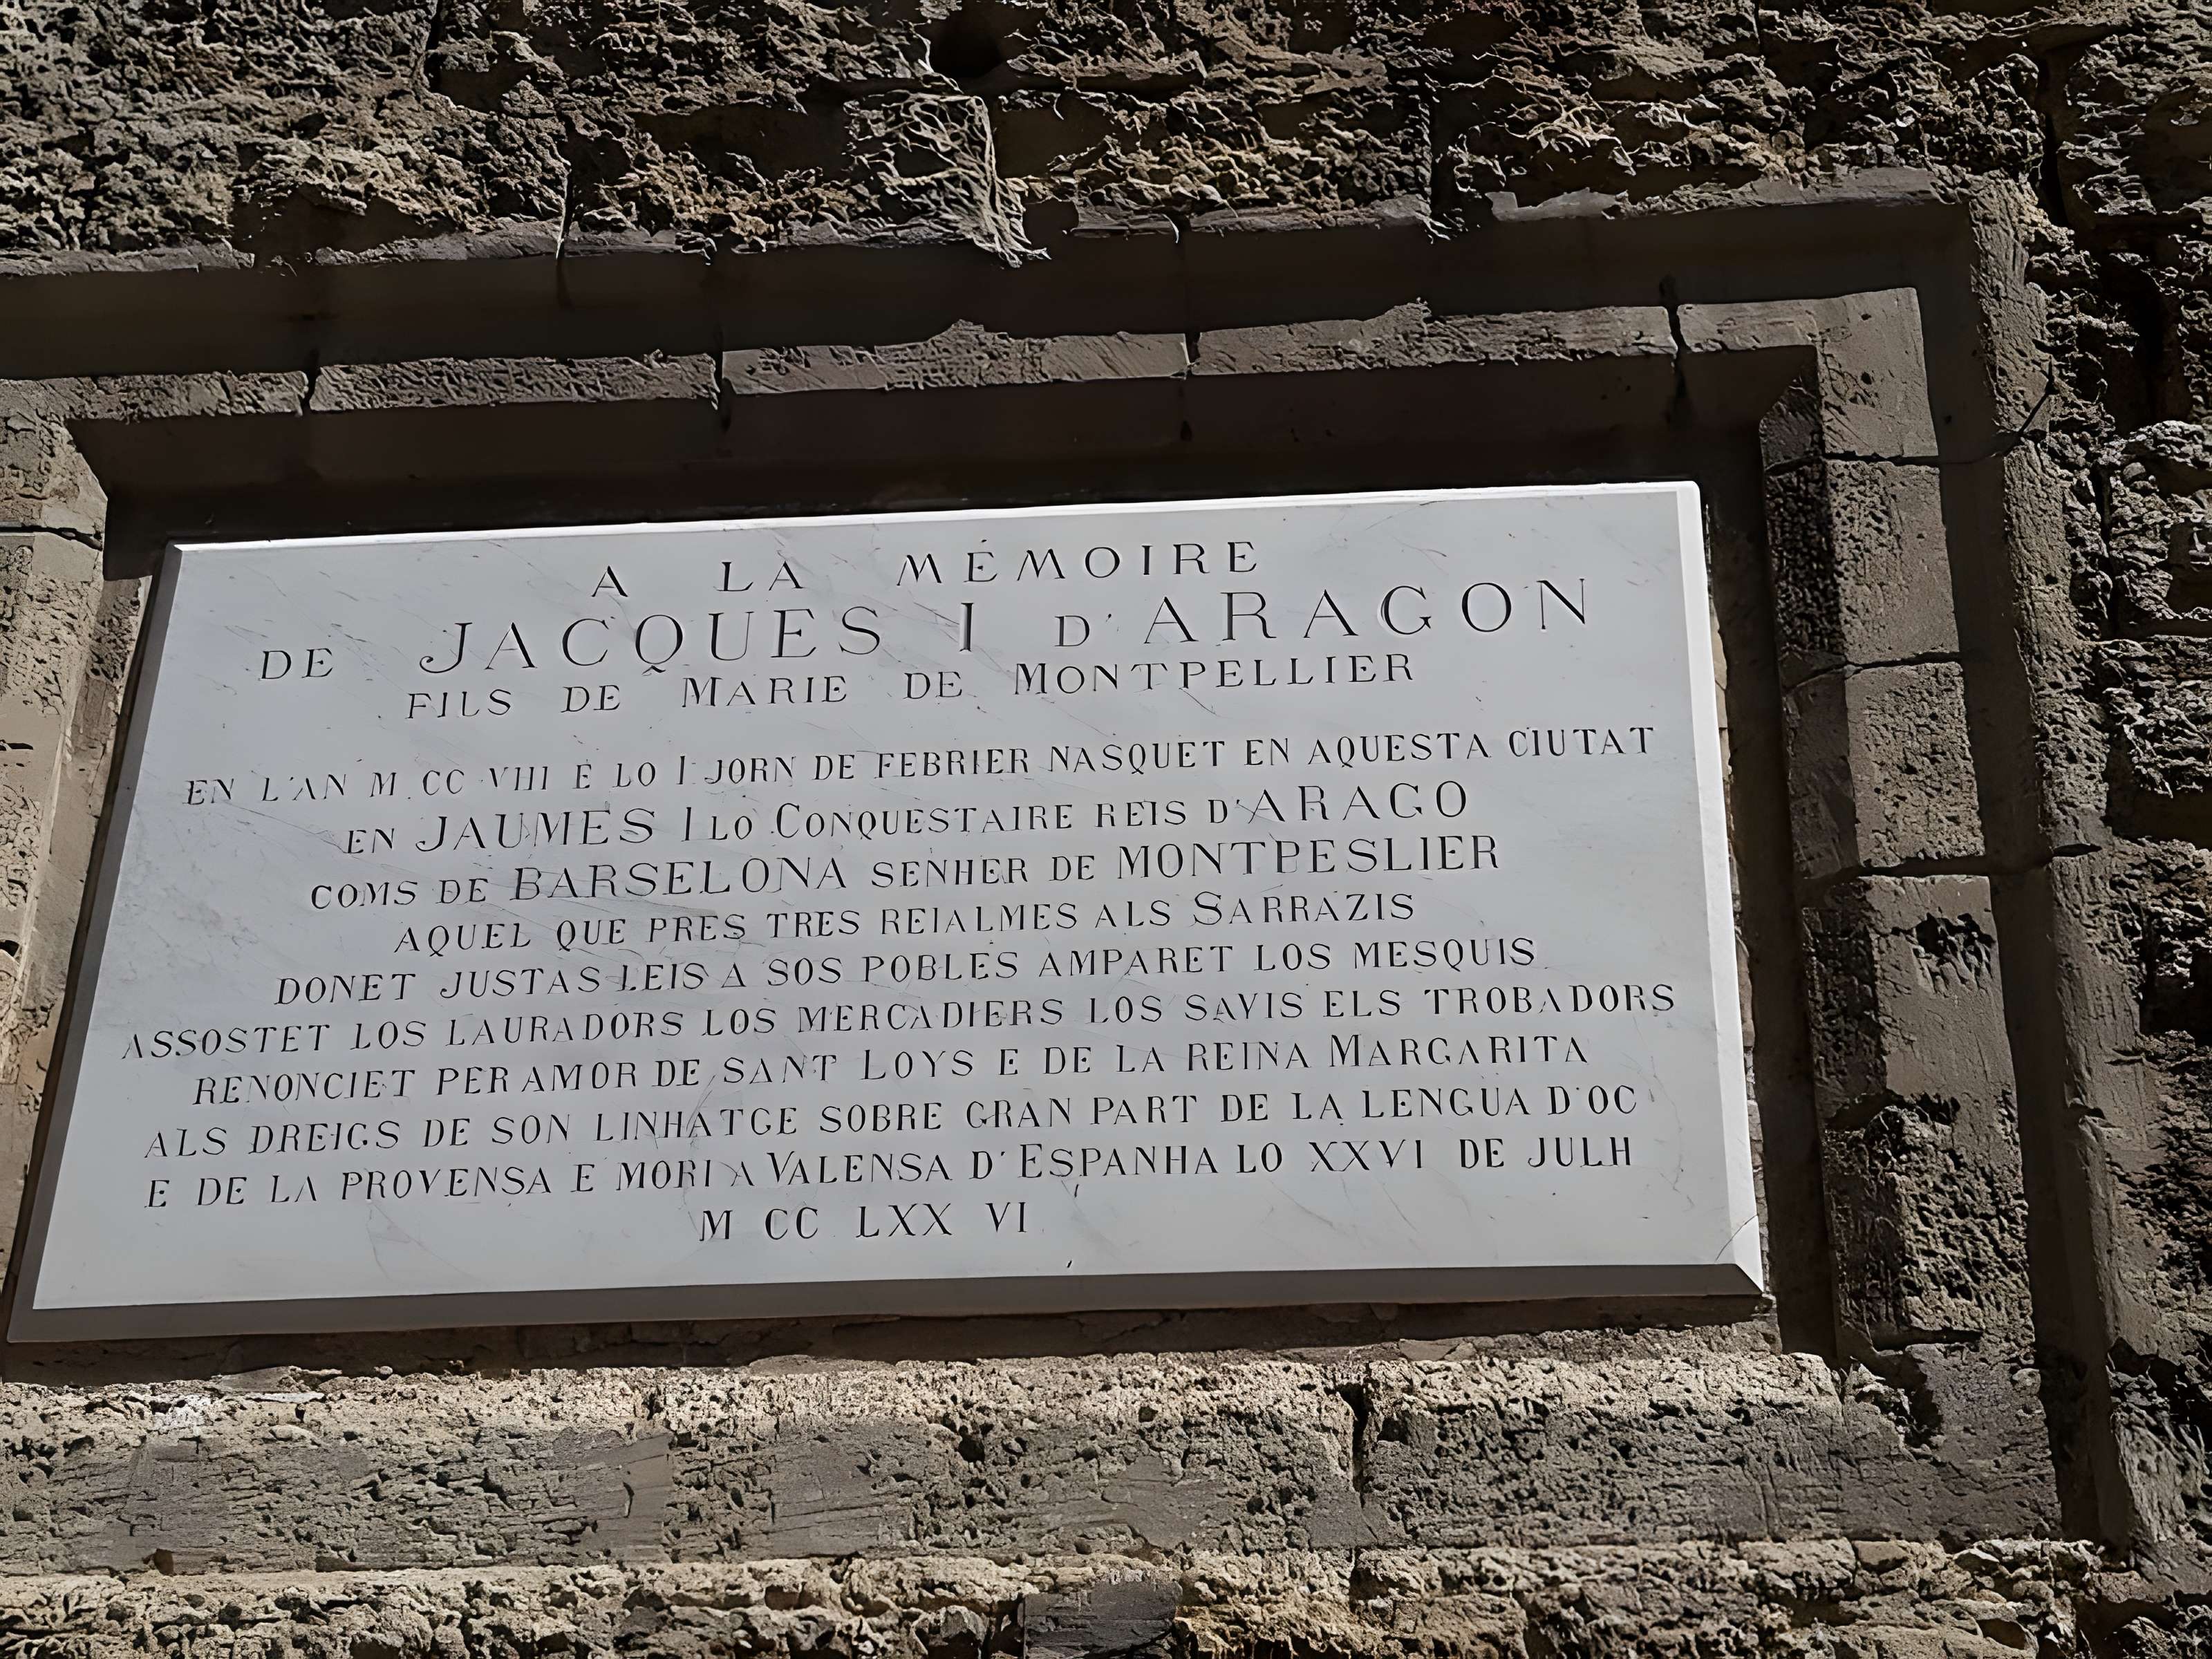 A LA MÉMOIRE
DE JACQUES I D'ARAGON
FILS DE MARIE DE MONTPELLIER
EN L'AN M CC VIII E LO I JORN DE FEBRIER NASQUET EN AQUESTA CIUTAT
EN JAUMES I LO CONQUESTAIRE REIS D'ARAGO
COMS DE BARSELONA SENHER DE MONTPESLIER
AQUEL QUE PRES TRES REIALMES ALS SARRAZIS
DONET JUSTAS LEIS A SOS POBLES AMPARET LOS MESQUIS
ASSOSTET LOS LAURADORS LOS MERCADIERS LOS SAVIS ELS TROBADORS
RENONCIET PER AMOR DE SANT LOYS E DE LA REINA MARGARITA
ALS DREIGS DE SON LINHATGE SOBRE GRAN PART DE LA LENGUA D'OC
E DE LA PROVENSA E MORI A VALENSA D'ESPANHA LO XXVI DE JULH
M CC LXX VI